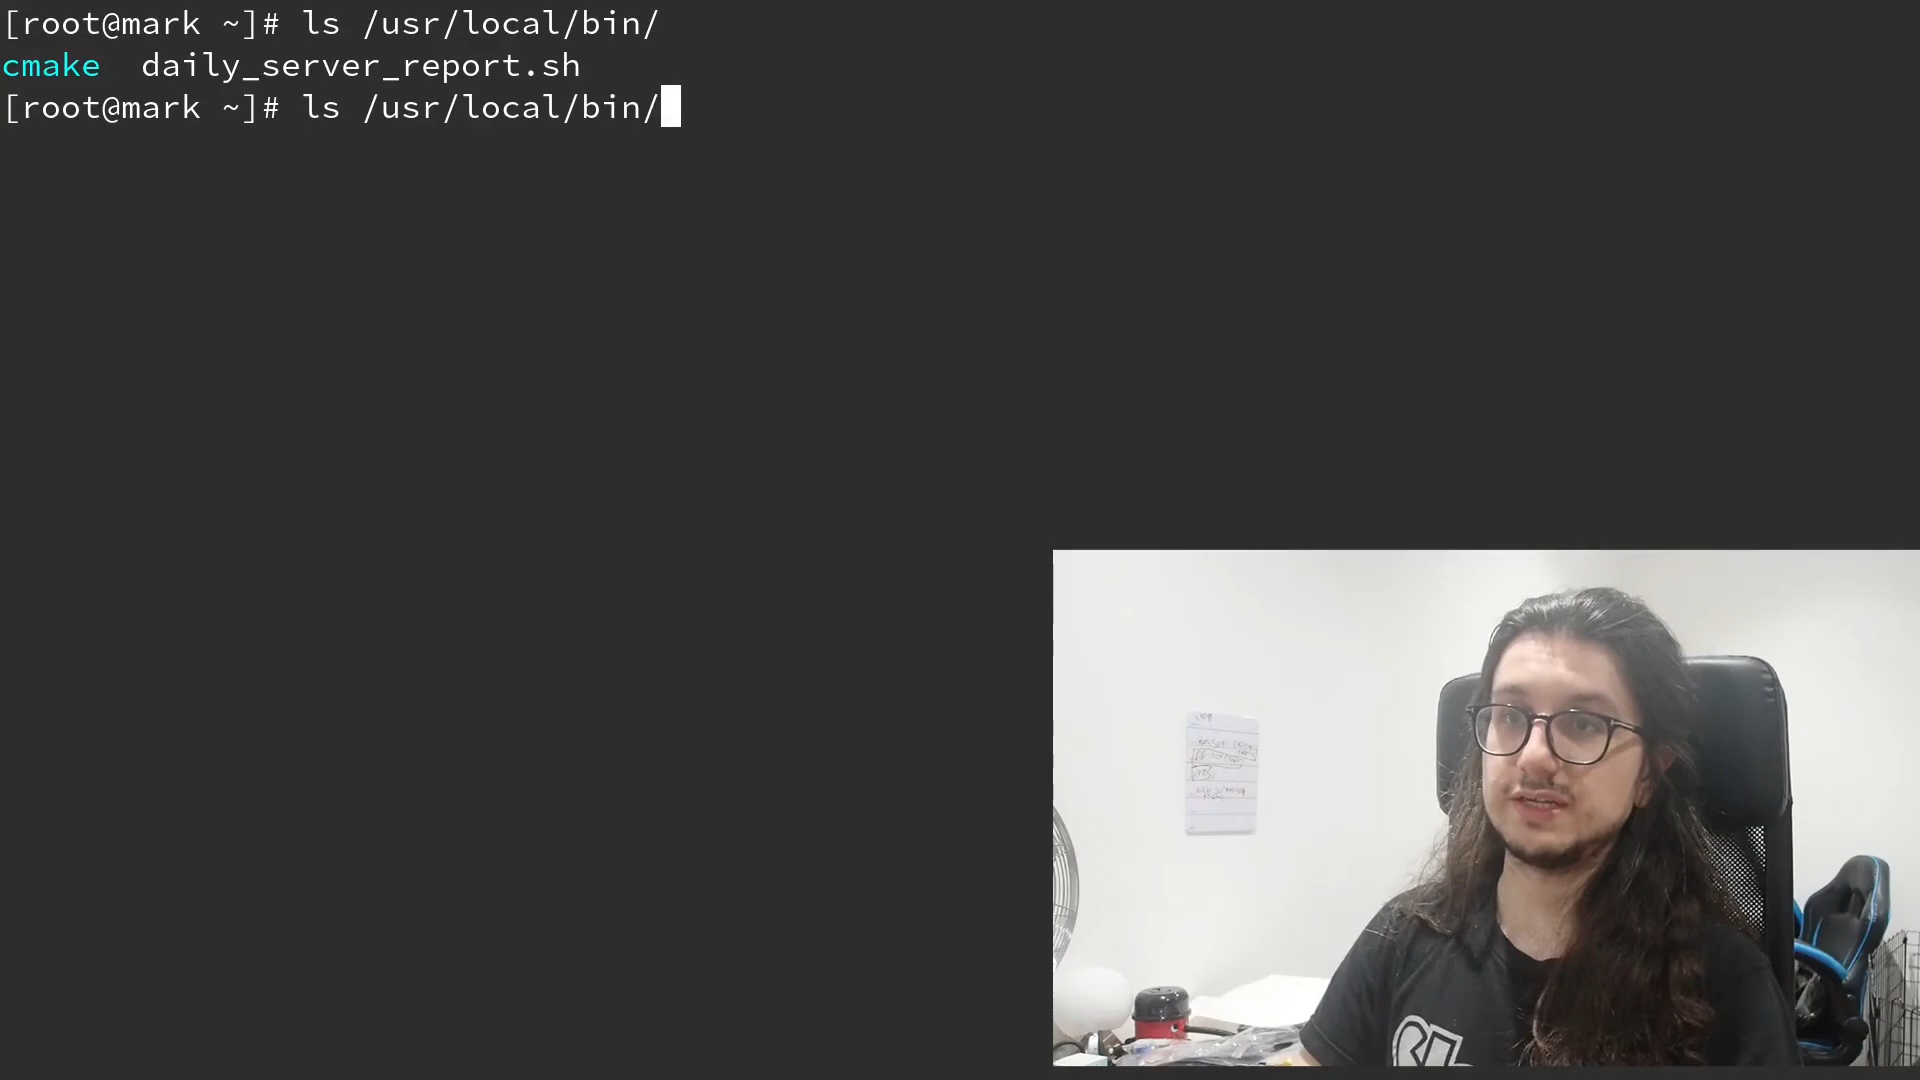 [root@mark ~]# ls /usr/local/bin/
cmake  daily_server_report.sh
[root@mark ~]# ls /usr/local/bin/